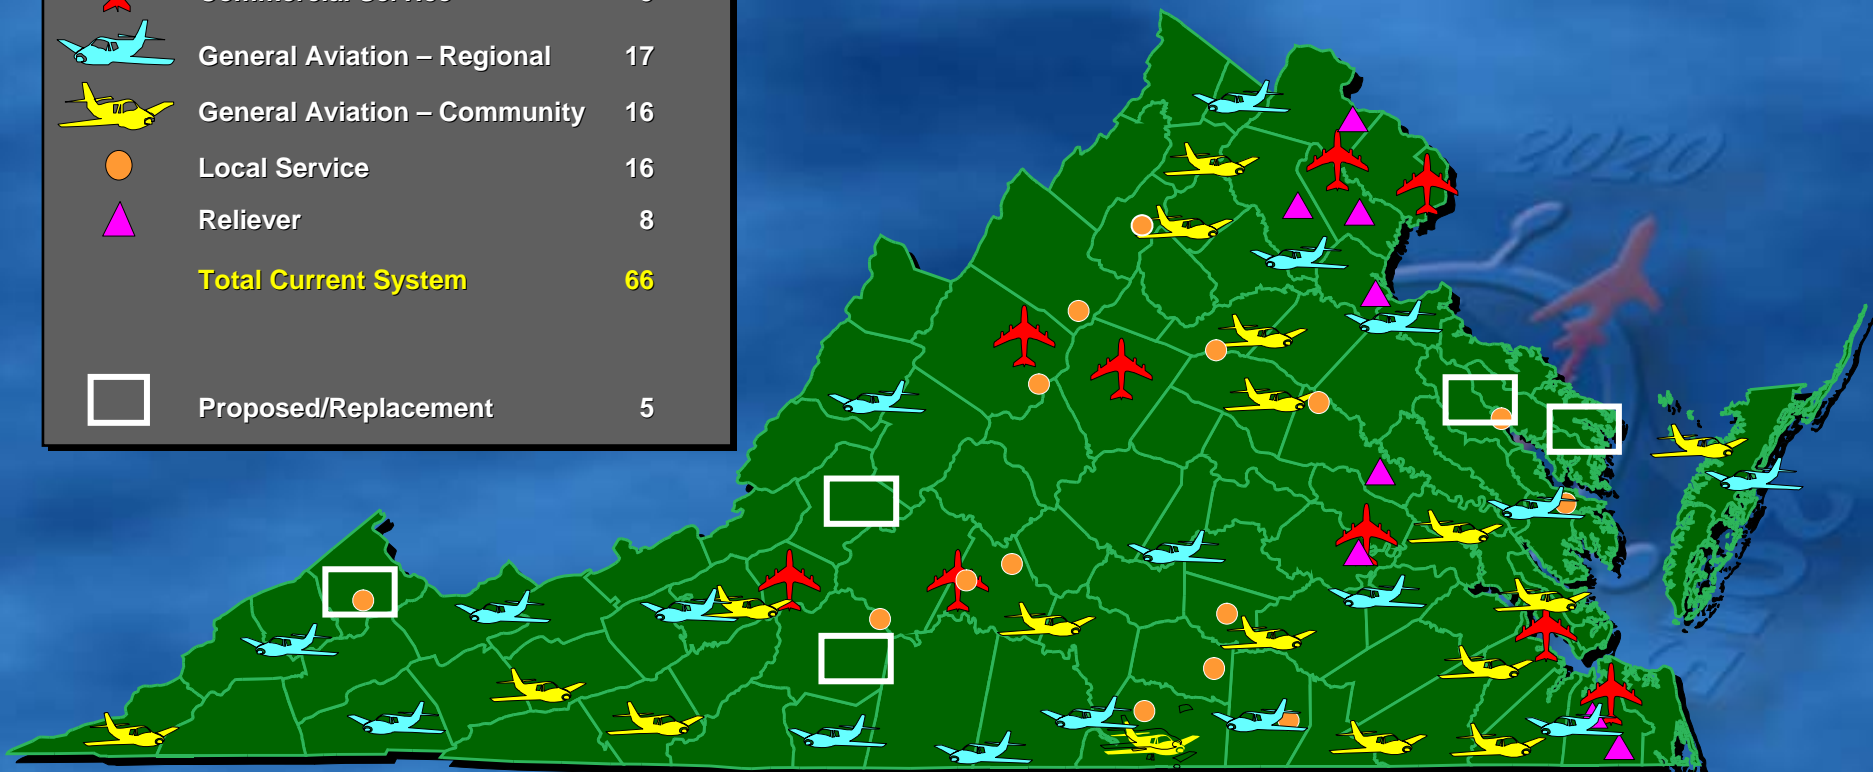 General Aviation – Regional 17
General Aviation – Community 16
Local Service 16
Reliever 8
Total Current System 66
Proposed/Replacement 5
2020